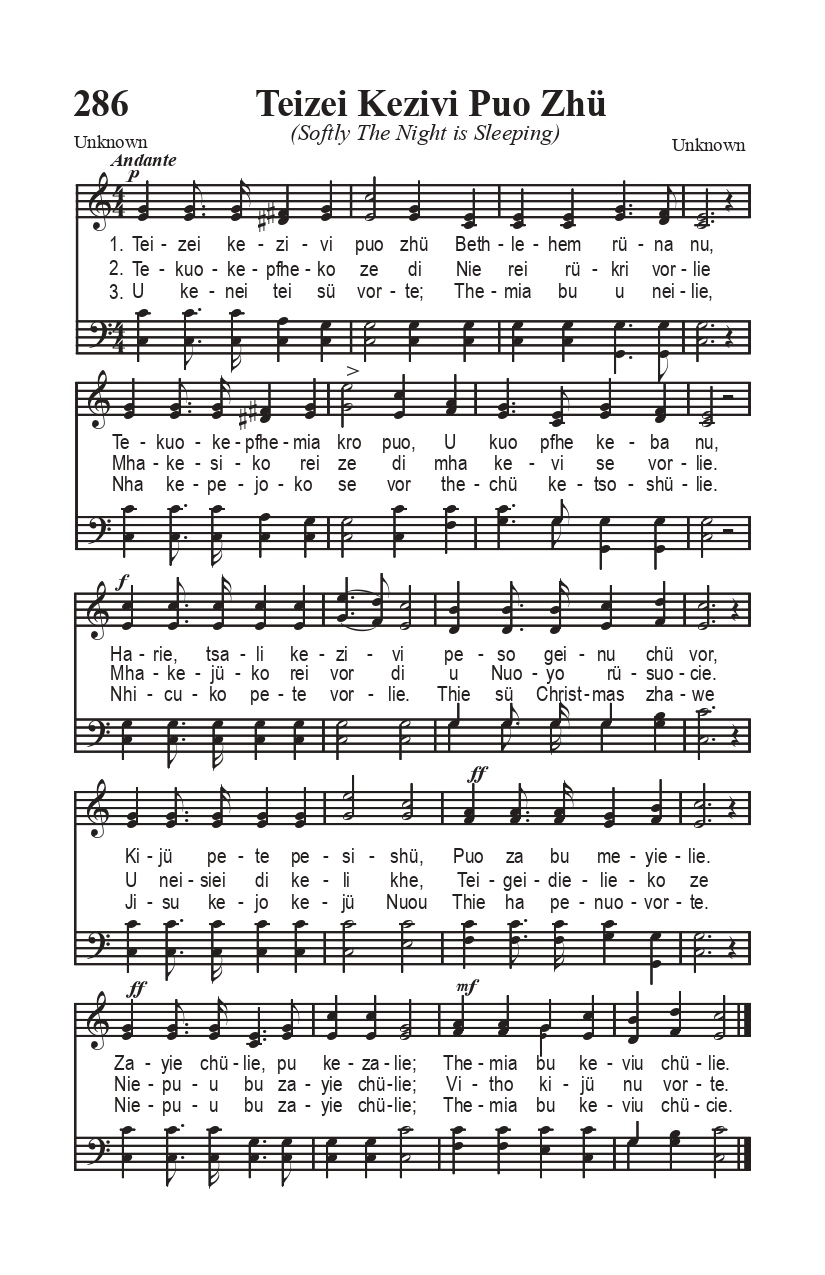 286 Teizei Kezivi Puo Zhü
(Softly The Night is Sleeping)
Unknown Unknown
Andante
p
1. Tei - zei ke - zi - vi puo zhü Beth - le - hem rü - na nu,
2. Te - kuo - ke - pfhe - ko ze di Nie rei rü - kri vor - lie
3. U ke - nei tei sü vor - te; The - mia bu u nei - lie,
Te - kuo - ke - pfhe - mia kro puo, U kuo pfhe ke - ba nu,
Mha - ke - si - ko rei ze di mha ke - vi se vor - lie.
Nha ke - pe - jo - ko se vor the - chü ke - tso - shü - lie.
f
Ha - rie, tsa - li ke - zi - vi pe - so gei - nu chü vor,
Mha - ke - jü - ko rei vor di u Nuo - yo rü - suo - cie.
Nhi - cu - ko pe - te vor - lie. Thie sü Christ - mas zha - we
ff
Ki - jü pe - te pe - si - shü, Puo za bu me - yie - lie.
U nei - siei di ke - li khe, Tei - gei - die - lie - ko ze
Ji - su ke - jo ke - jü Nuou Thie ha pe - nuo - vor - te.
ff mf
Za - yie chü - lie, pu ke - za - lie; The - mia bu ke - viu chü - lie.
Nie - pu - u bu za - yie chü - lie; Vi - tho ki - jü nu vor - te.
Nie - pu - u bu za - yie chü - lie; The - mia bu ke - viu chü - cie.